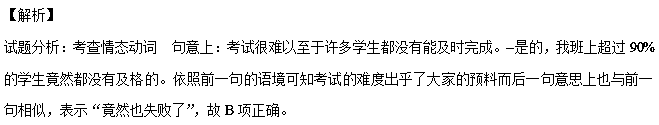 【解析】
试题分析：考查情态动词　句意上：考试很难以至于许多学生都没有能及时完成。–是的，我班上超过 90%
的学生竟然都没有及格的。依照前一句的语境可知考试的难度出乎了大家的预料而后一句意思上也与前一
句相似，表示“竟然也失败了”，故 B 项正确。